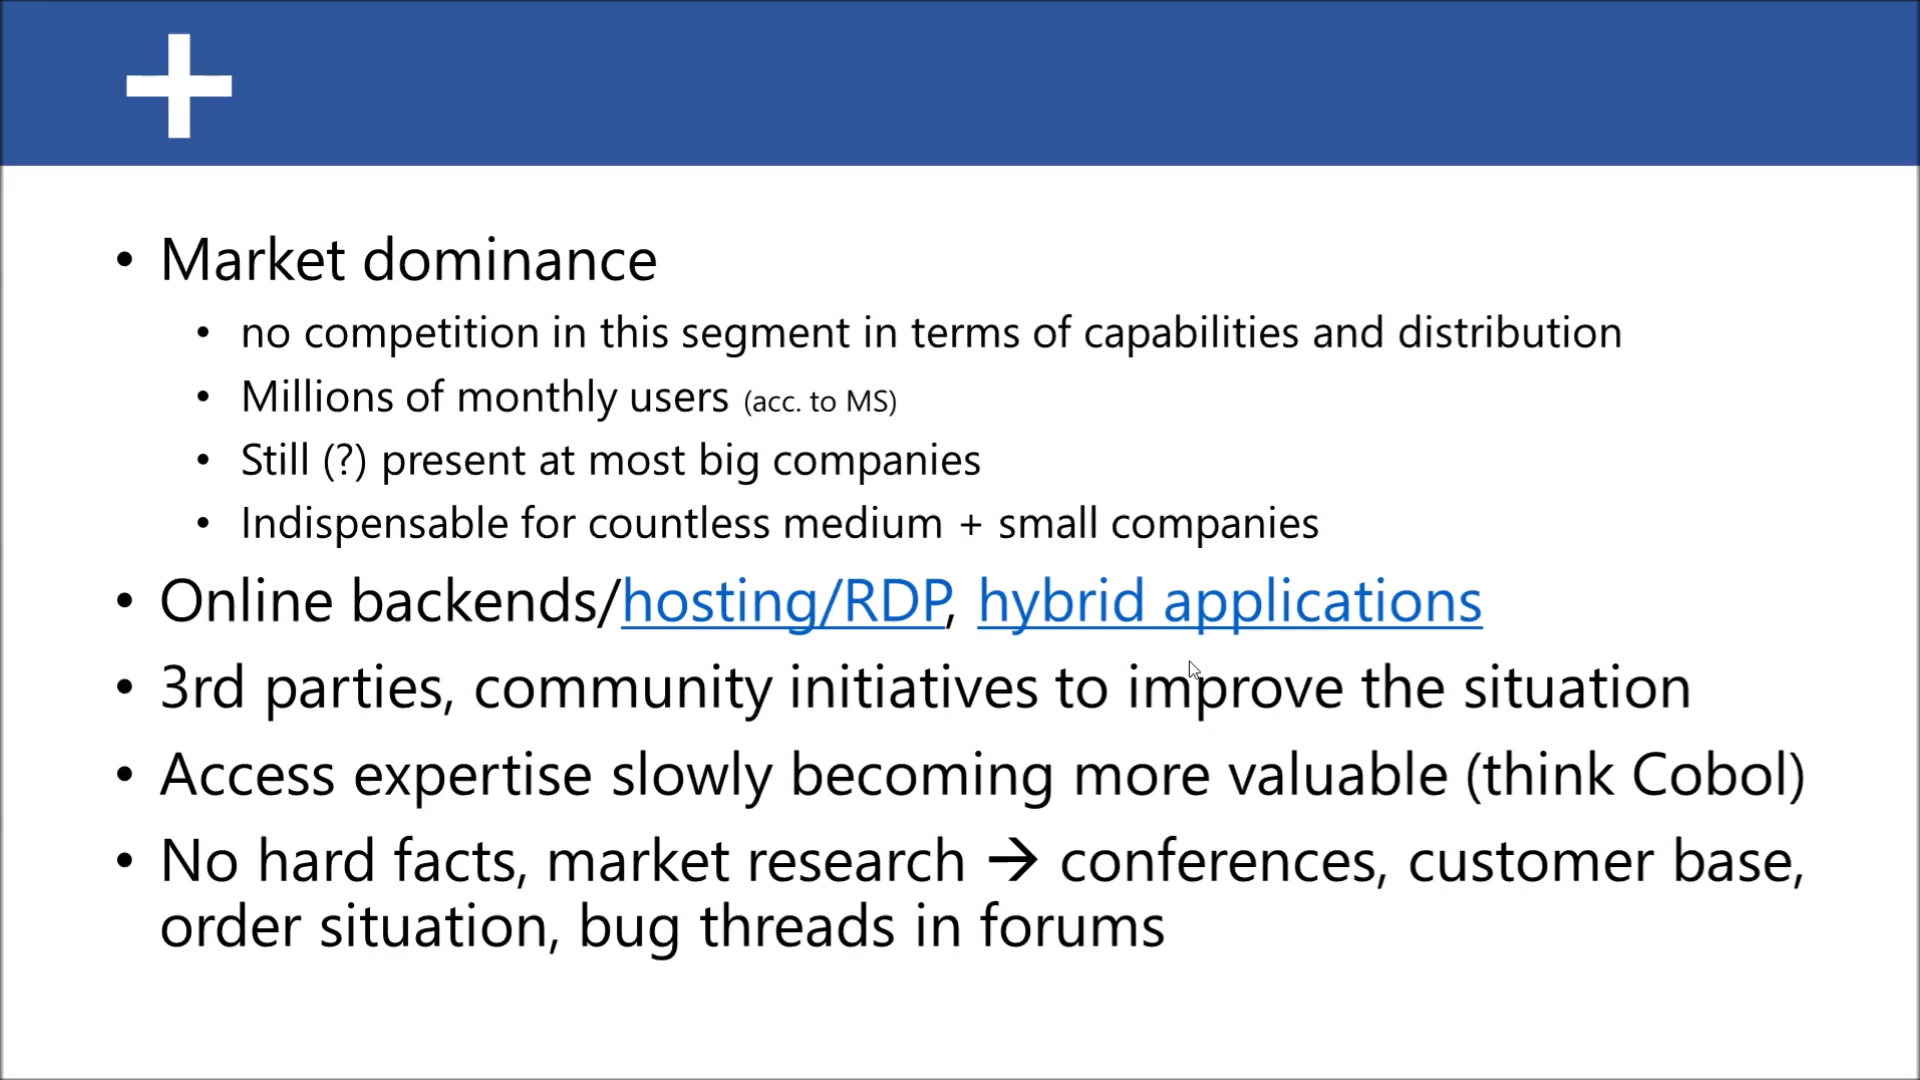 +
• Market dominance
• no competition in this segment in terms of capabilities and distribution
• Millions of monthly users (acc. to MS)
• Still (?) present at most big companies
• Indispensable for countless medium + small companies
• Online backends/hosting/RDP, hybrid applications
• 3rd parties, community initiatives to improve the situation
• Access expertise slowly becoming more valuable (think Cobol)
• No hard facts, market research → conferences, customer base,
order situation, bug threads in forums